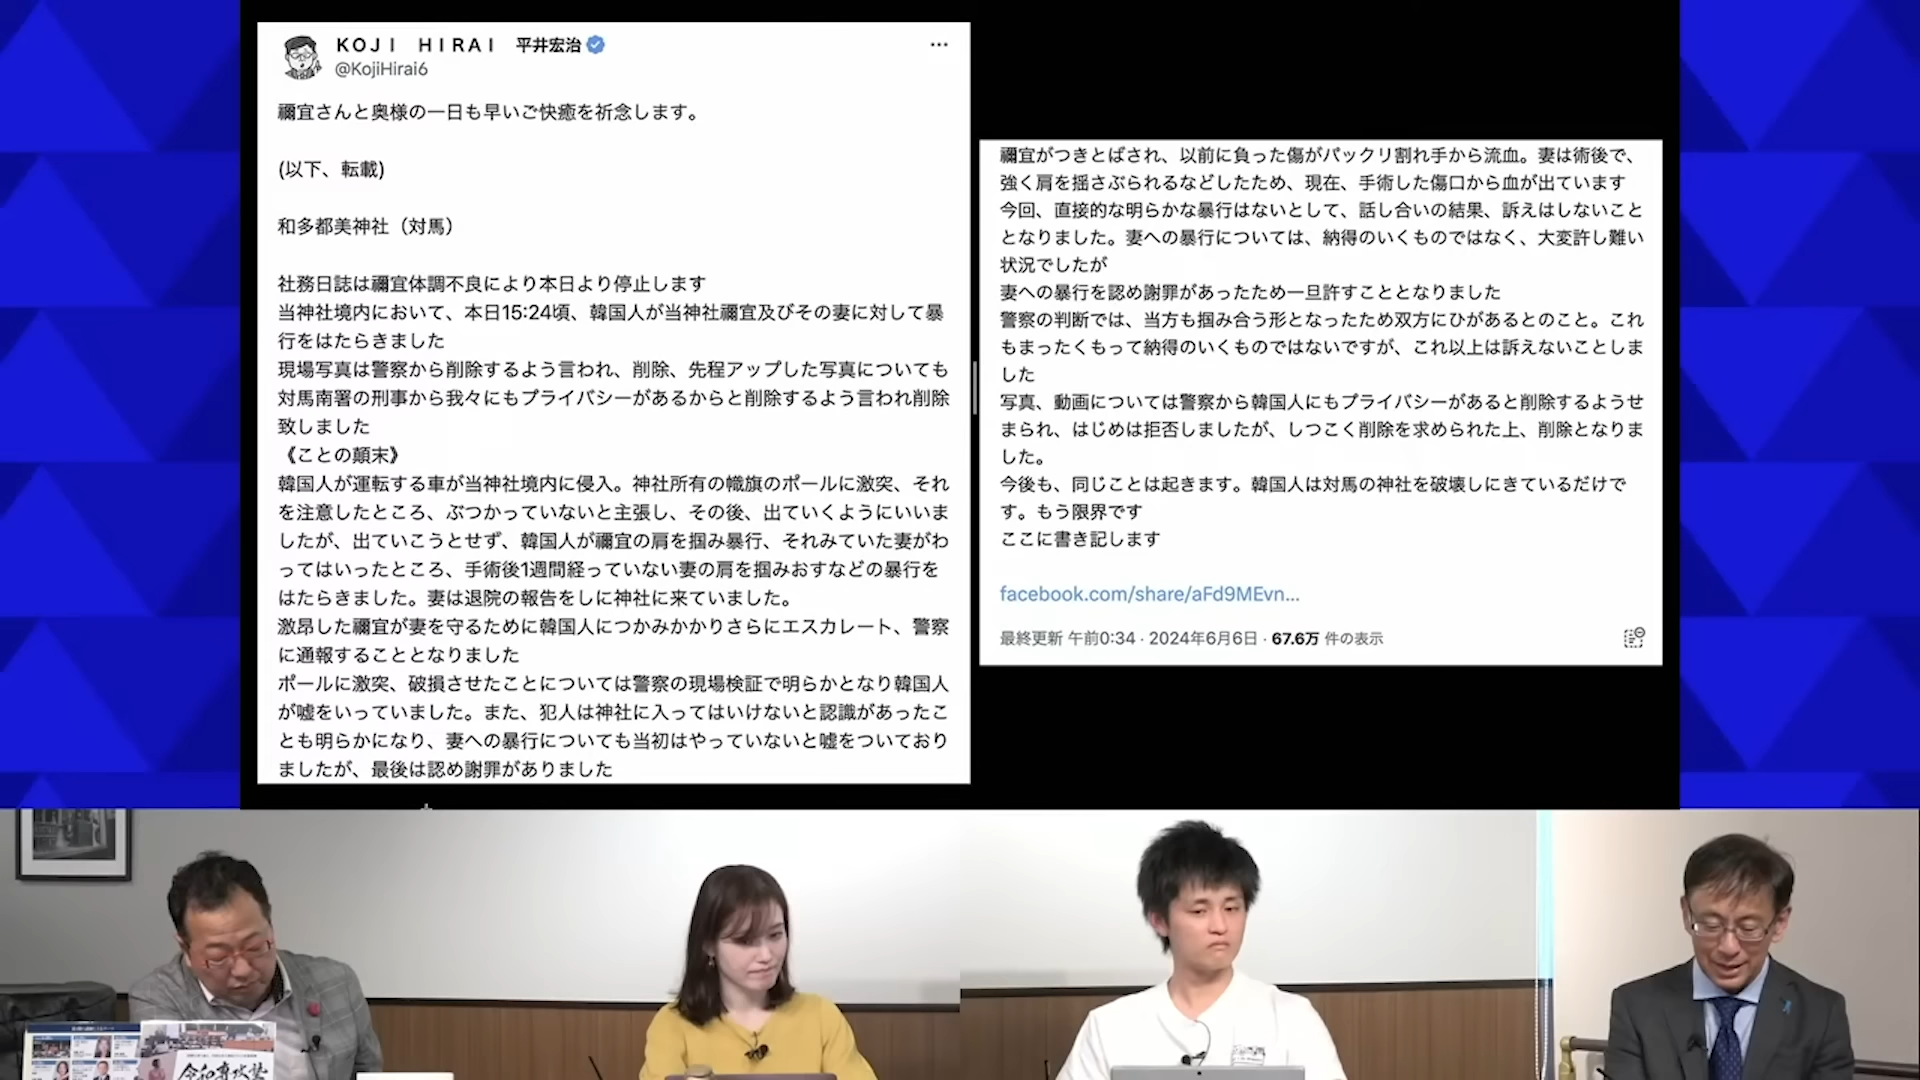 KOJI HIRAI 平井宏治
@KojiHirai6
禰宜さんと奥様の一日も早いご快癒を祈念します。
(以下、転載)
和多都美神社（対馬）
社務日誌は禰宜体調不良により本日より停止します
当神社境内において、本日15:24頃、韓国人が当神社禰宜及びその妻に対して暴
行をはたらきました
現場写真は警察から削除するよう言われ、削除、先程アップした写真についても
対馬南署の刑事から我々にもプライバシーがあるからと削除するよう言われ削除
致しました
《ことの顛末》
韓国人が運転する車が当神社境内に侵入。神社所有の幟旗のポールに激突、それ
を注意したところ、ぶつかっていないと主張し、その後、出ていくようにいいま
したが、出ていこうとせず、韓国人が禰宜の肩を掴み暴行、それみていた妻がわ
ってはいったところ、手術後1週間経っていない妻の肩を掴みおすなどの暴行を
はたらきました。妻は退院の報告をしに神社に来ていました。
激昂した禰宜が妻を守るために韓国人につかみかかりさらにエスカレート、警察
に通報することとなりました
ポールに激突、破損させたことについては警察の現場検証で明らかとなり韓国人
が嘘をいっていました。また、犯人は神社に入ってはいけないと認識があったこ
とも明らかになり、妻への暴行についても当初はやっていないと嘘をついており
ましたが、最後は認め謝罪がありました
禰宜がつきとばされ、以前に負った傷がパックリ割れ手から流血。妻は術後で、
強く肩を揺さぶられるなどしたため、現在、手術した傷口から血が出ています
今回、直接的な明らかな暴行はないとして、話し合いの結果、訴えはしないこと
となりました。妻への暴行については、納得のいくものではなく、大変許し難い
状況でしたが
妻への暴行を認め謝罪があったため一旦許すこととなりました
警察の判断では、当方も掴み合う形となったため双方にひがあるとのこと。これ
もまったくもって納得のいくものではないですが、これ以上は訴えないことしま
した
写真、動画については警察から韓国人にもプライバシーがあると削除するようせ
まられ、はじめは拒否しましたが、しつこく削除を求められた上、削除となりま
した。
今後も、同じことは起きます。韓国人は対馬の神社を破壊しにきているだけで
す。もう限界です
ここに書き記します
facebook.com/share/aFd9MEvn...
最終更新 午前0:34 · 2024年6月6日 · 67.6万 件の表示
令和専攻塾